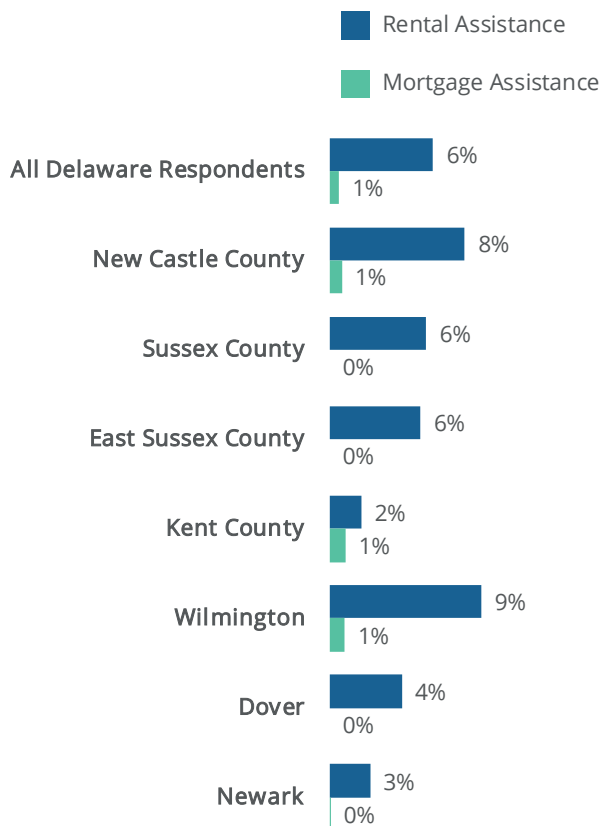 Rental Assistance
Mortgage Assistance
All Delaware Respondents
6%
1%
New Castle County
8%
1%
Sussex County
6%
0%
East Sussex County
6%
0%
Kent County
2%
1%
Wilmington
9%
1%
Dover
4%
0%
Newark
3%
0%